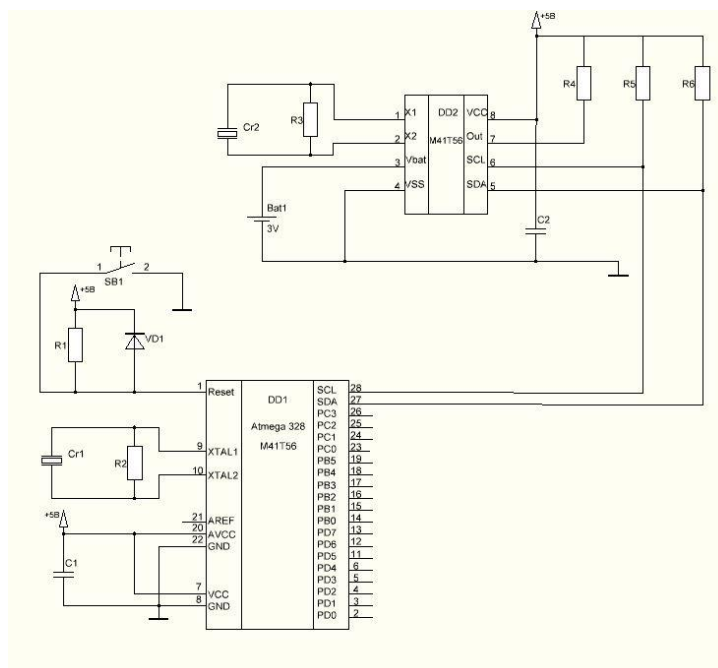 +5В
R4
R5
R6
Cr2
R3
1 X1 DD2 VCC 8
2 X2 M41T56 Out 7
3 Vbat SCL 6
4 VSS SDA 5
Bat1
3V
C2
1 2
SB1
+5В
R1
VD1
1 Reset
DD1
Atmega 328
M41T56
SCL 28
SDA 27
PC3 26
PC2 25
PC1 24
PC0 23
PB5 19
PB4 18
PB3 17
PB2 16
PB1 15
PB0 14
PD7 13
PD6 12
PD5 11
PD4 6
PD3 5
PD2 4
PD1 3
PD0 2
Cr1
R2
9 XTAL1
10 XTAL2
21 AREF
20 AVCC
22 GND
+5В
C1
7 VCC
8 GND